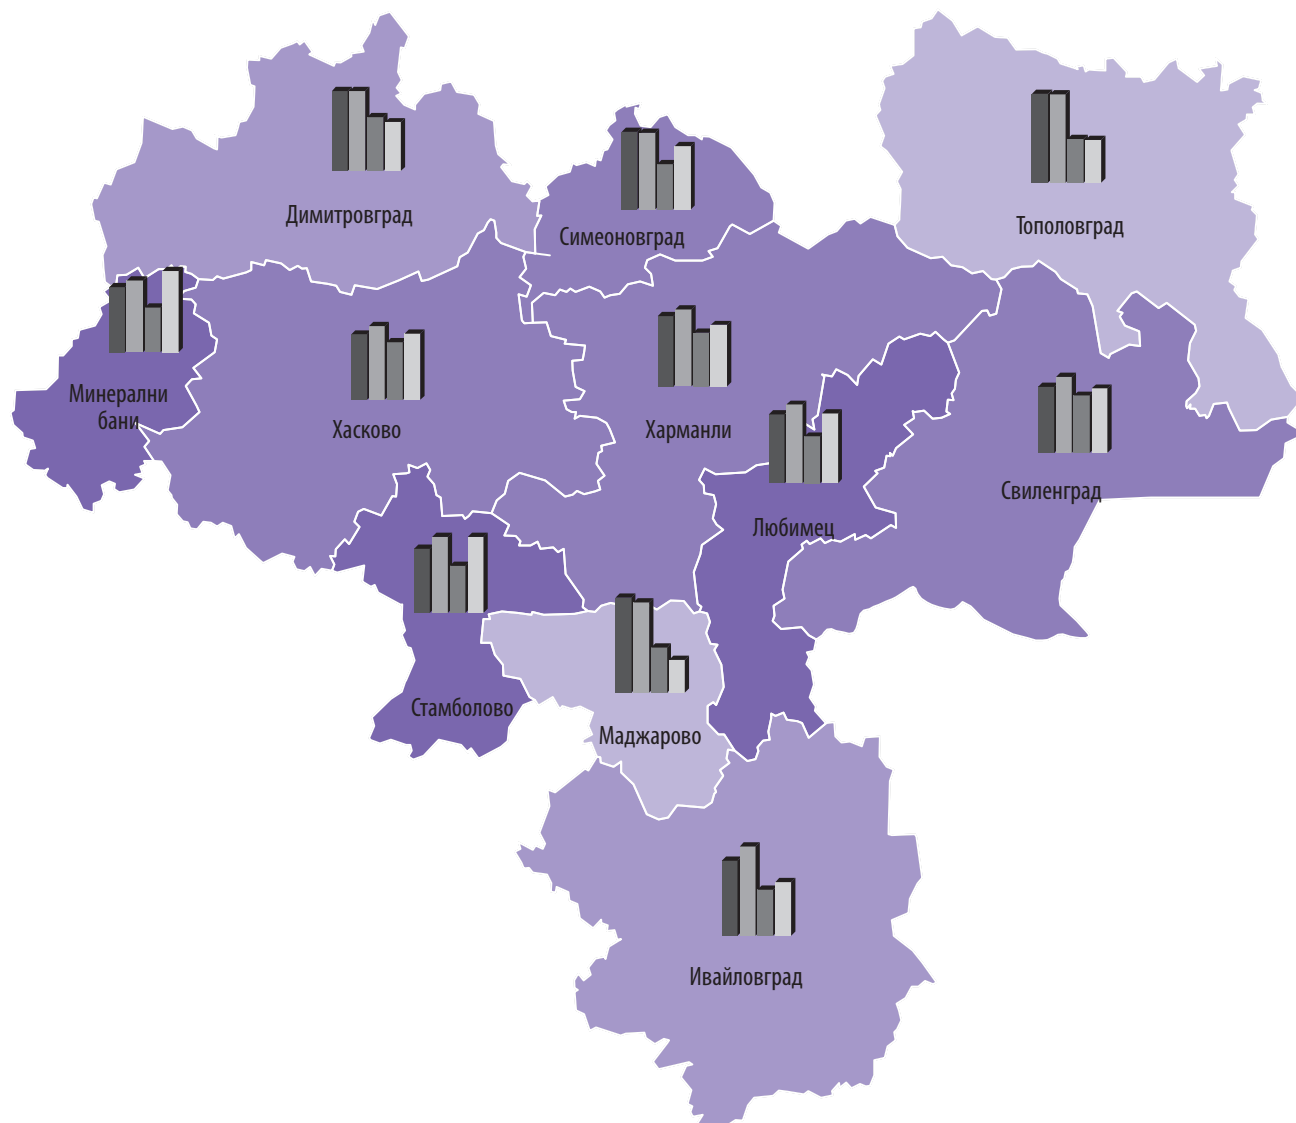 Димитровград
Симеоновград
Тополовград
Минерални
бани
Хасково
Харманли
Свиленград
Любимец
Стамболово
Маджарово
Ивайловград